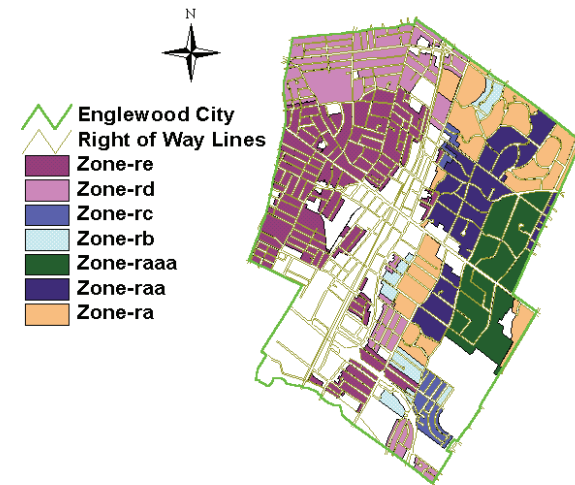 N
Englewood City
Right of Way Lines
Zone-re
Zone-rd
Zone-rc
Zone-rb
Zone-raaa
Zone-raa
Zone-ra